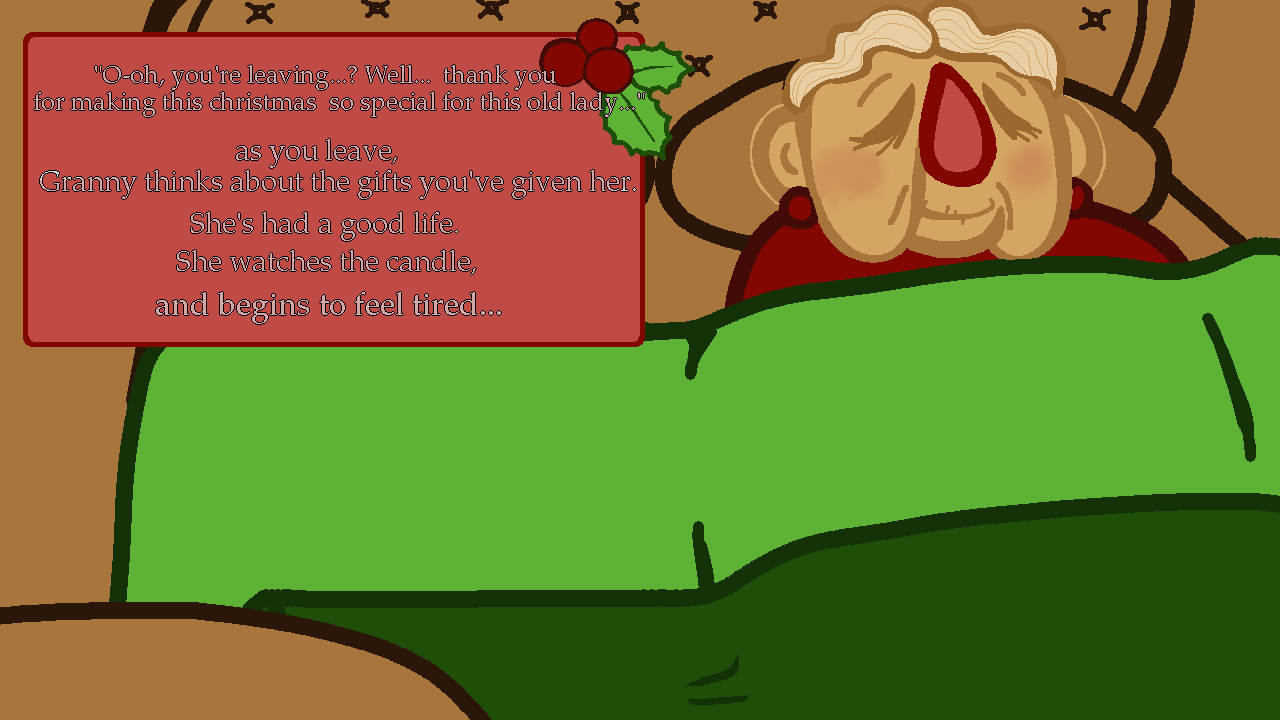 "O-oh, you're leaving...? Well...  thank you
for making this christmas  so special for this old lady..."
as you leave,
Granny thinks about the gifts you've given her.
She's had a good life.
She watches the candle,
and begins to feel tired...